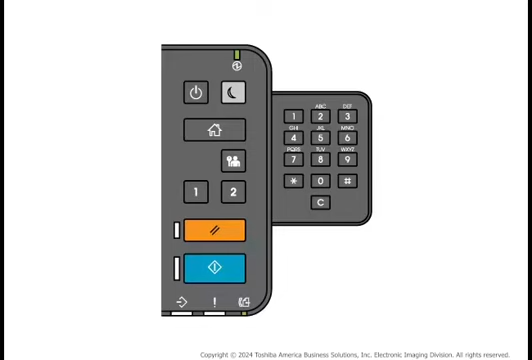 ABC DEF
1 2 3
GHI JKL MNO
4 5 6
PQRS TUV WXYZ
7 8 9
* 0 #
C
1 2
!
Copyright © 2024 Toshiba America Business Solutions, Inc. Electronic Imaging Division. All rights reserved.